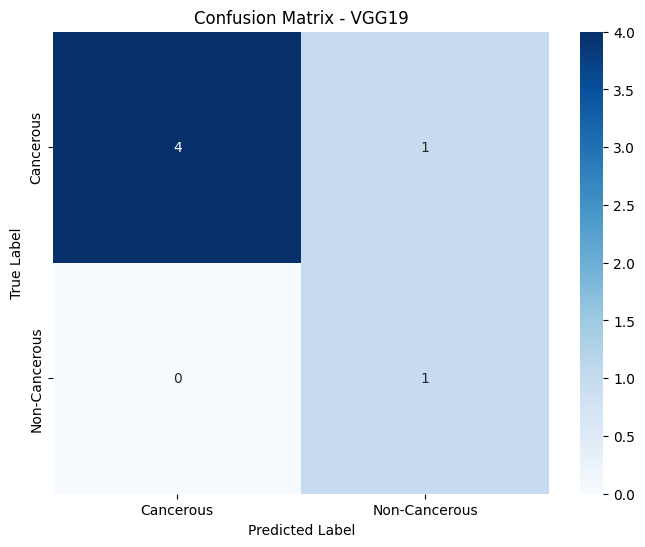 Confusion Matrix - VGG19
True Label
Cancerous
Non-Cancerous
4
1
0
1
Cancerous
Non-Cancerous
Predicted Label
4.0
3.5
3.0
2.5
2.0
1.5
1.0
0.5
0.0